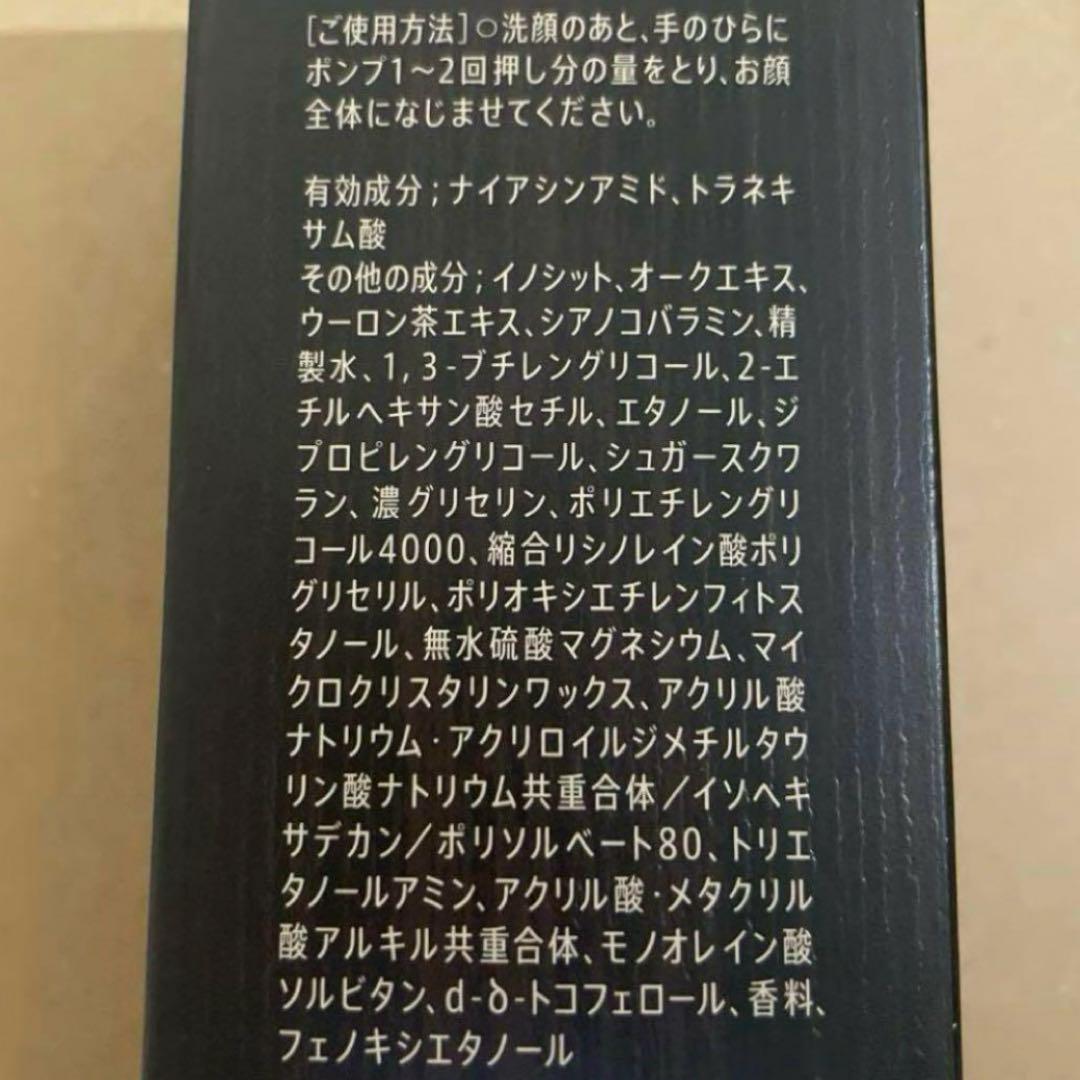 [ご使用方法]○洗顔のあと、手のひらに
ポンプ1〜2回押し分の量をとり、お顔
全体になじませてください。
有効成分;ナイアシンアミド、トラネキ
サム酸
その他の成分;イノシット、オークエキス、
ウーロン茶エキス、シアノコバラミン、精
製水、1,3-ブチレングリコール、2-エ
チルヘキサン酸セチル、エタノール、ジ
プロピレングリコール、シュガースクワ
ラン、濃グリセリン、ポリエチレングリ
コール4000、縮合リシノレイン酸ポリ
グリセリル、ポリオキシエチレンフィトス
タノール、無水硫酸マグネシウム、マイ
クロクリスタリンワックス、アクリル酸
ナトリウム・アクリロイルジメチルタウ
リン酸ナトリウム共重合体/イソヘキ
サデカン/ポリソルベート80、トリエ
タノールアミン、アクリル酸・メタクリル
酸アルキル共重合体、モノオレイン酸
ソルビタン、d-δ-トコフェロール、香料、
フェノキシエタノール